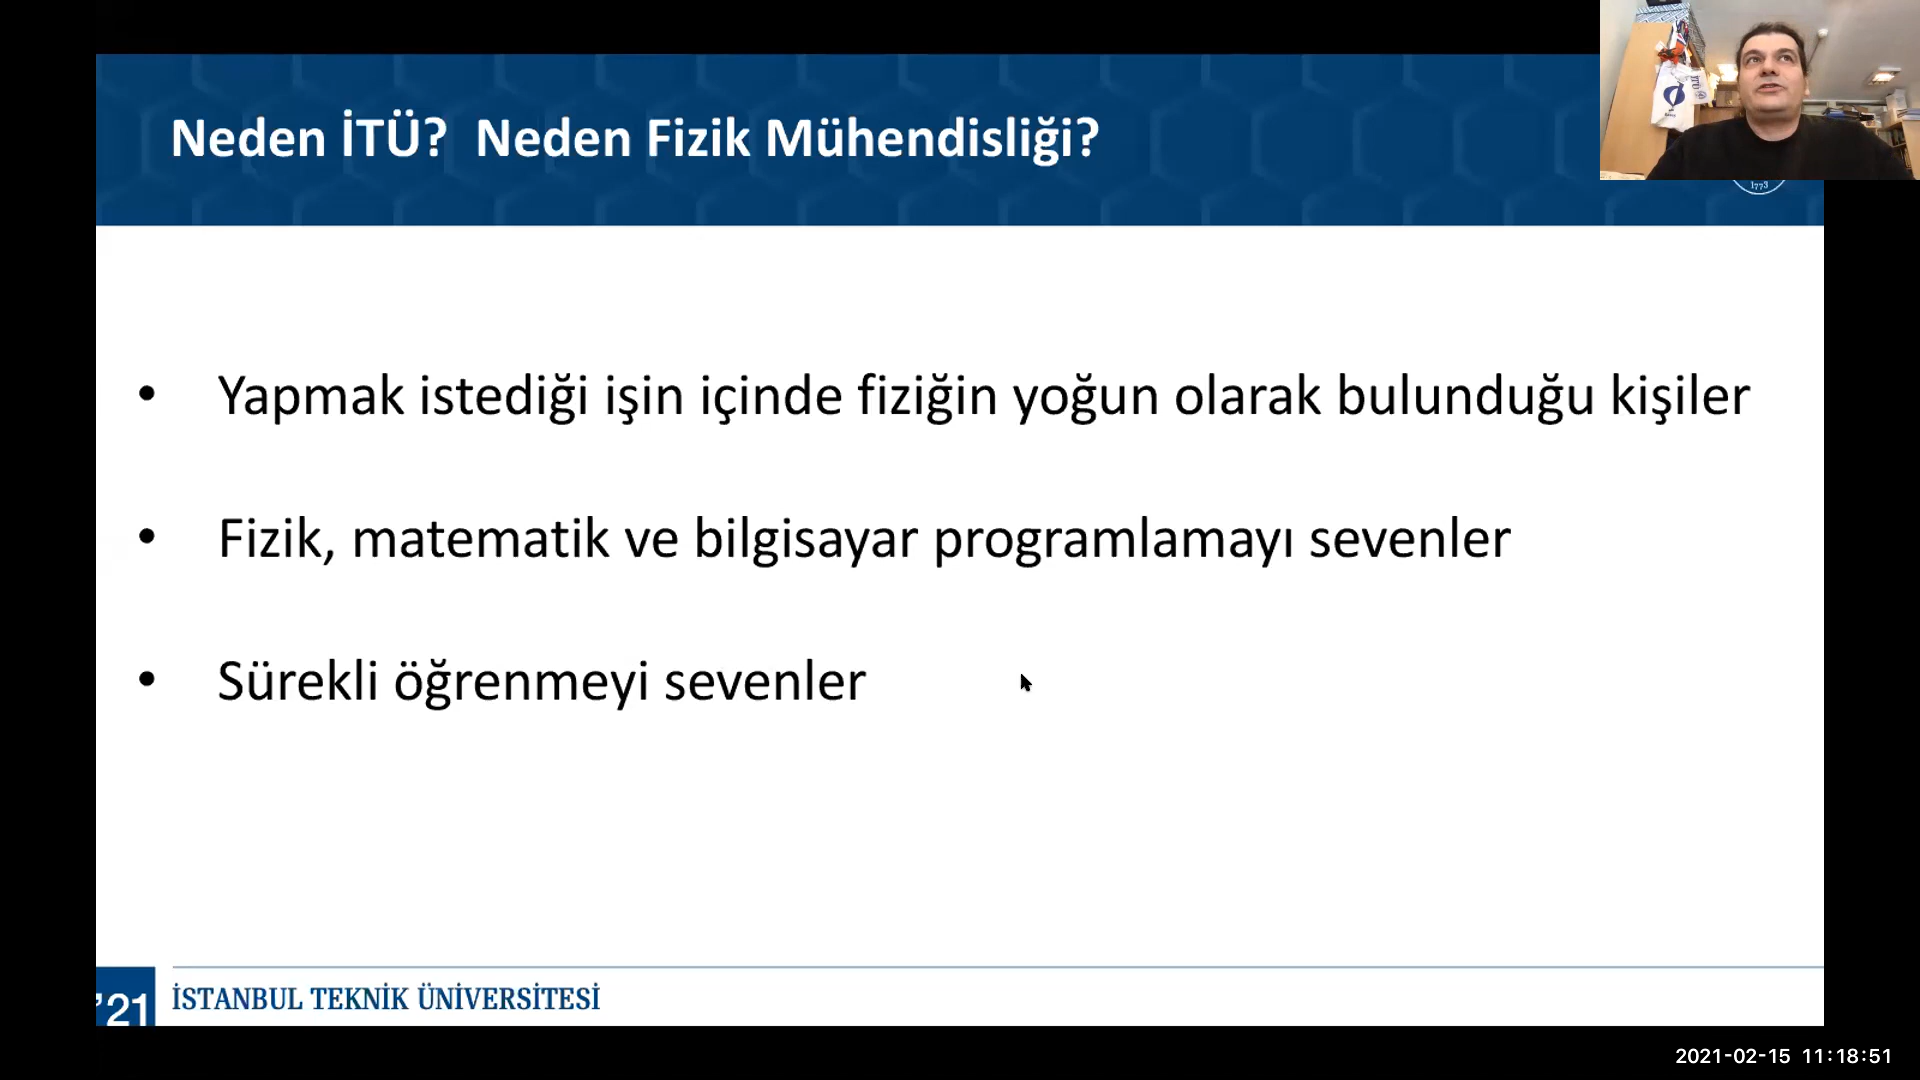 Neden İTÜ?  Neden Fizik Mühendisliği?
1773
• Yapmak istediği işin içinde fiziğin yoğun olarak bulunduğu kişiler
• Fizik, matematik ve bilgisayar programlamayı sevenler
• Sürekli öğrenmeyi sevenler
'21 İSTANBUL TEKNİK ÜNİVERSİTESİ
2021-02-15 11:18:51